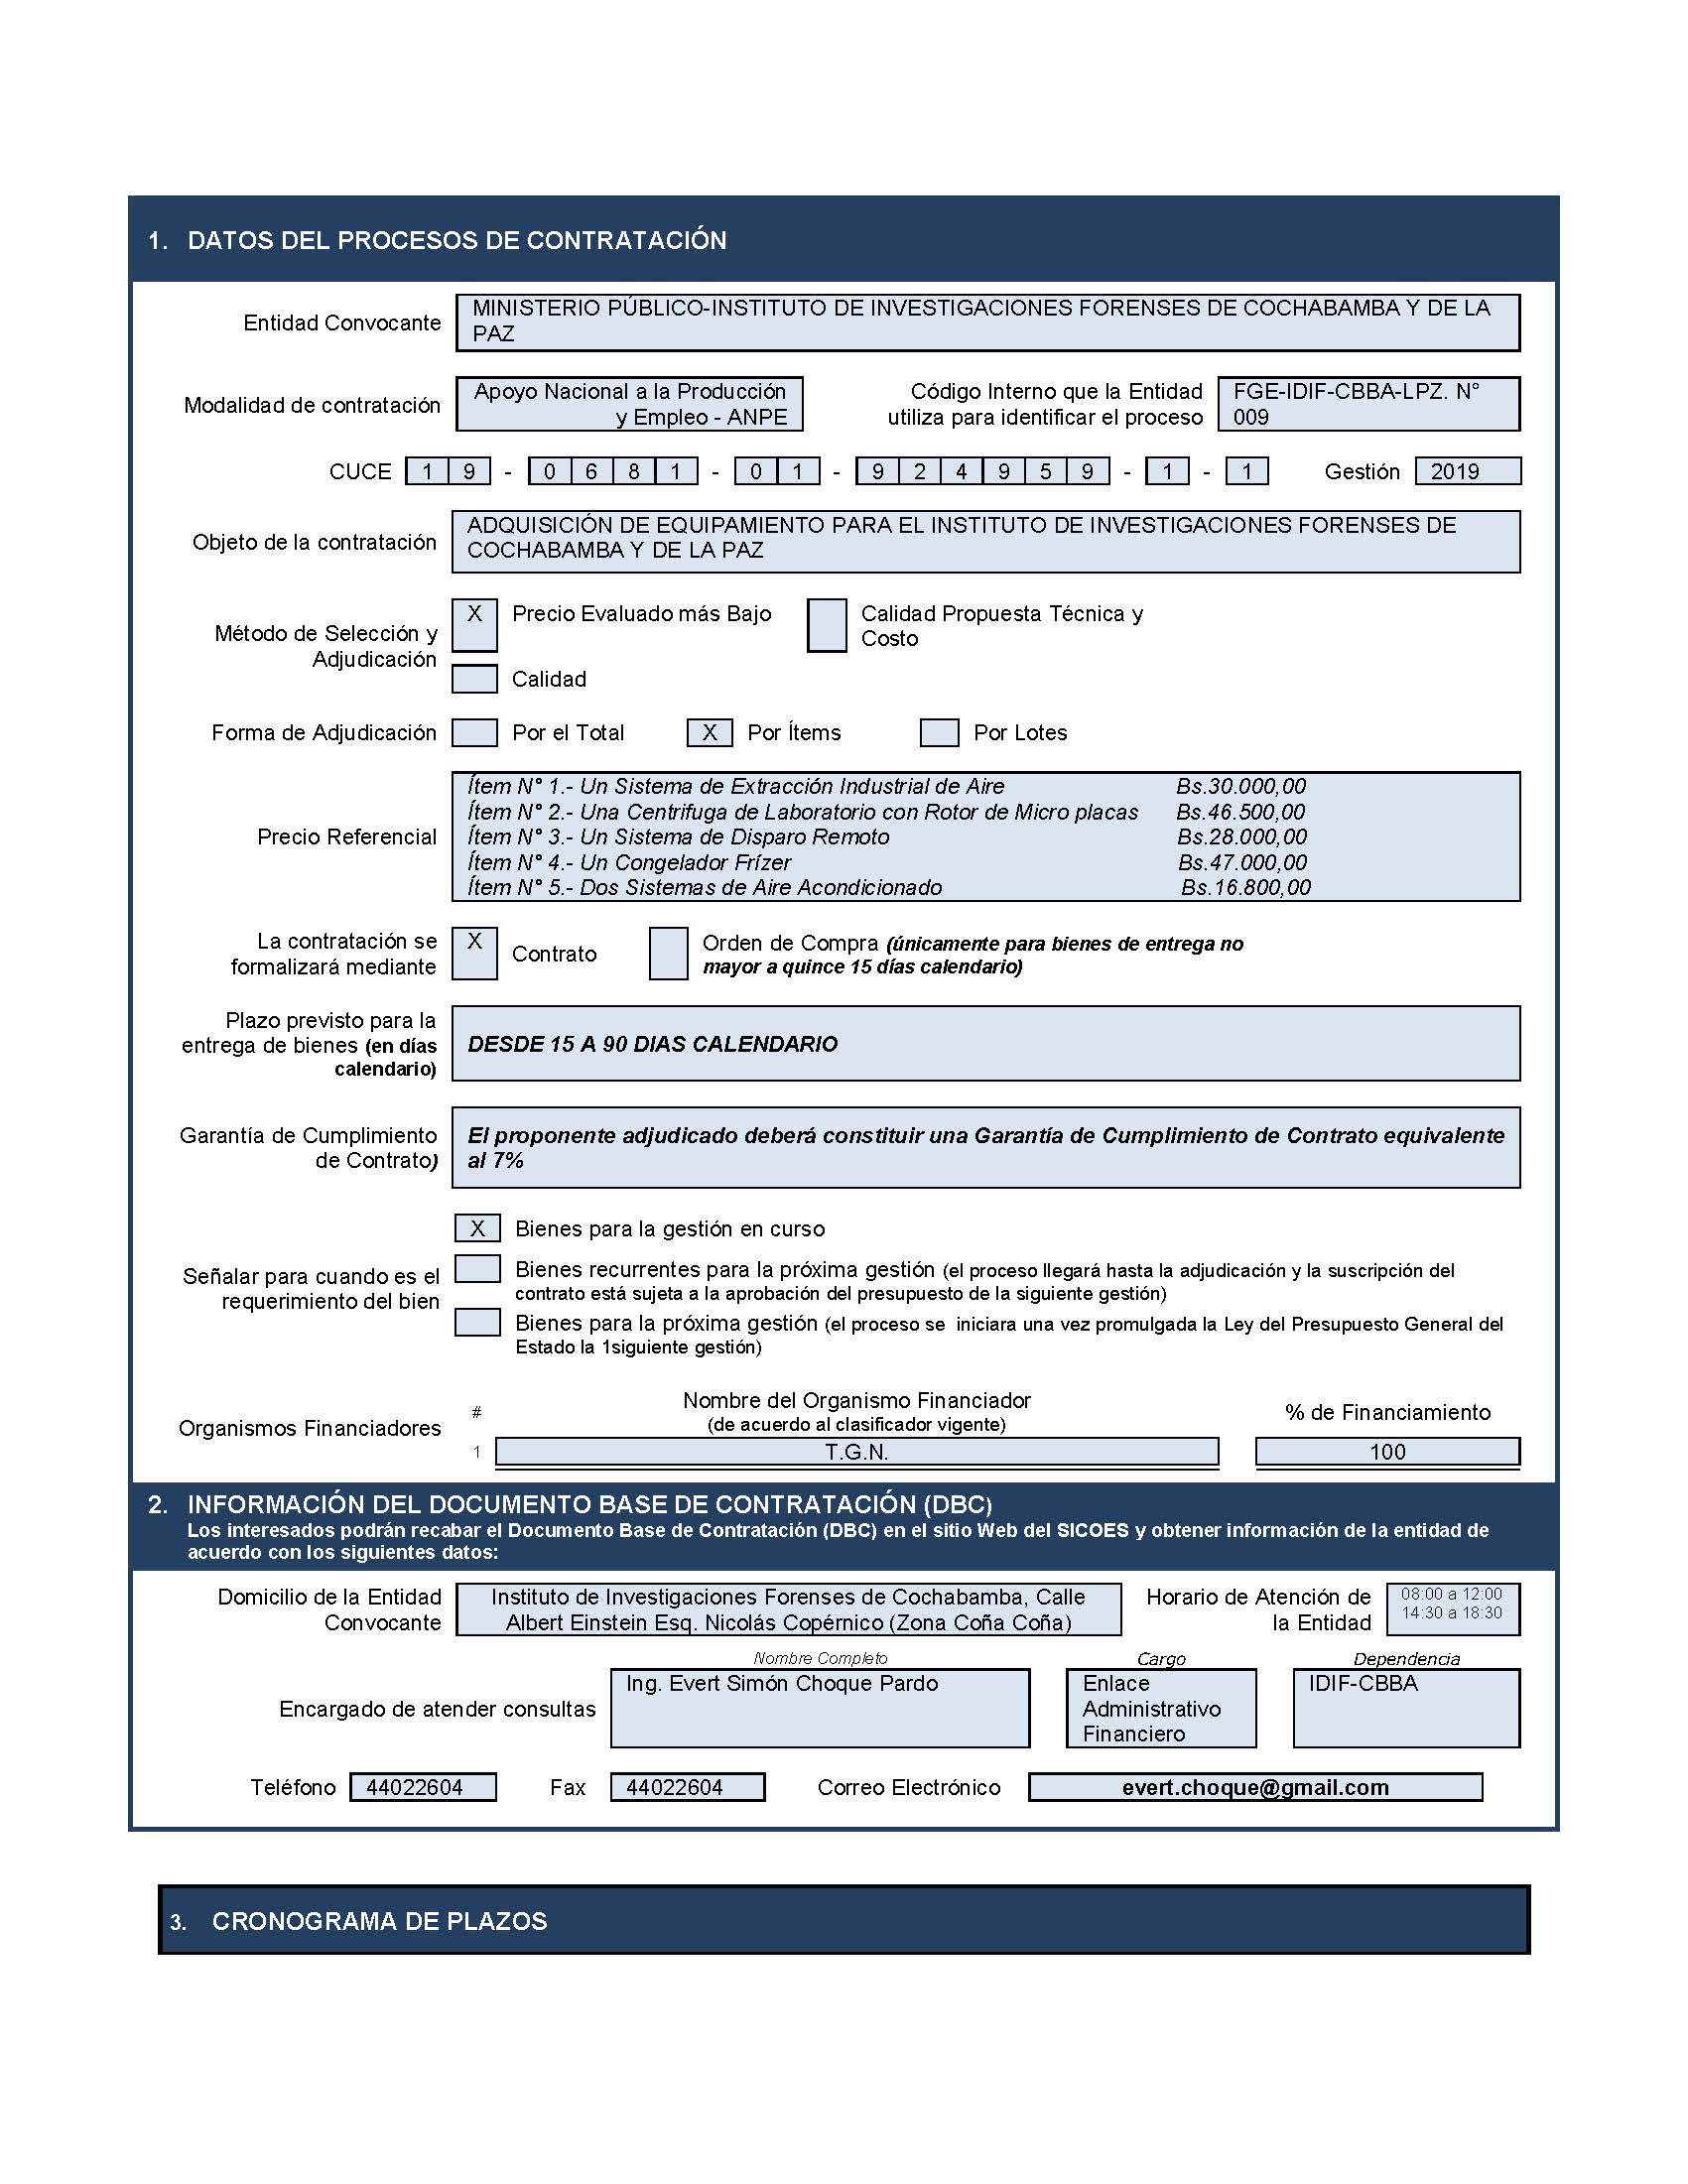 1. DATOS DEL PROCESOS DE CONTRATACIÓN
Entidad Convocante
MINISTERIO PÚBLICO-INSTITUTO DE INVESTIGACIONES FORENSES DE COCHABAMBA Y DE LA
PAZ
Modalidad de contratación
Apoyo Nacional a la Producción
y Empleo - ANPE
Código Interno que la Entidad
utiliza para identificar el proceso
FGE-IDIF-CBBA-LPZ. N°
009
CUCE 1 9 - 0 6 8 1 - 0 1 - 9 2 4 9 5 9 - 1 - 1 Gestión 2019
Objeto de la contratación
ADQUISICIÓN DE EQUIPAMIENTO PARA EL INSTITUTO DE INVESTIGACIONES FORENSES DE
COCHABAMBA Y DE LA PAZ
Método de Selección y
Adjudicación
X Precio Evaluado más Bajo
Calidad Propuesta Técnica y
Costo
Calidad
Forma de Adjudicación Por el Total X Por Ítems Por Lotes
Precio Referencial
Ítem N° 1.- Un Sistema de Extracción Industrial de Aire Bs.30.000,00
Ítem N° 2.- Una Centrifuga de Laboratorio con Rotor de Micro placas Bs.46.500,00
Ítem N° 3.- Un Sistema de Disparo Remoto Bs.28.000,00
Ítem N° 4.- Un Congelador Frízer Bs.47.000,00
Ítem N° 5.- Dos Sistemas de Aire Acondicionado Bs.16.800,00
La contratación se
formalizará mediante
X Contrato
Orden de Compra (únicamente para bienes de entrega no
mayor a quince 15 días calendario)
Plazo previsto para la
entrega de bienes (en días
calendario)
DESDE 15 A 90 DIAS CALENDARIO
Garantía de Cumplimiento
de Contrato)
El proponente adjudicado deberá constituir una Garantía de Cumplimiento de Contrato equivalente
al 7%
Señalar para cuando es el
requerimiento del bien
X Bienes para la gestión en curso
Bienes recurrentes para la próxima gestión (el proceso llegará hasta la adjudicación y la suscripción del
contrato está sujeta a la aprobación del presupuesto de la siguiente gestión)
Bienes para la próxima gestión (el proceso se iniciara una vez promulgada la Ley del Presupuesto General del
Estado la 1siguiente gestión)
Organismos Financiadores
# Nombre del Organismo Financiador
(de acuerdo al clasificador vigente)
% de Financiamiento
1 T.G.N. 100
2. INFORMACIÓN DEL DOCUMENTO BASE DE CONTRATACIÓN (DBC)
Los interesados podrán recabar el Documento Base de Contratación (DBC) en el sitio Web del SICOES y obtener información de la entidad de
acuerdo con los siguientes datos:
Domicilio de la Entidad
Convocante
Instituto de Investigaciones Forenses de Cochabamba, Calle
Albert Einstein Esq. Nicolás Copérnico (Zona Coña Coña)
Horario de Atención de
la Entidad
08:00 a 12:00
14:30 a 18:30
Nombre Completo Cargo Dependencia
Encargado de atender consultas
Ing. Evert Simón Choque Pardo
Enlace
Administrativo
Financiero
IDIF-CBBA
Teléfono 44022604 Fax 44022604 Correo Electrónico evert.choque@gmail.com
3. CRONOGRAMA DE PLAZOS